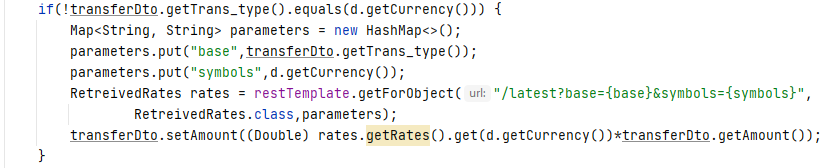 if(!transferDto.getTrans_type().equals(d.getCurrency())) {
Map<String, String> parameters = new HashMap<>();
parameters.put("base",transferDto.getTrans_type());
parameters.put("symbols",d.getCurrency());
RetreivedRates rates = restTemplate.getForObject( url: "/latest?base={base}&symbols={symbols}",
RetreivedRates.class,parameters);
transferDto.setAmount((Double) rates.getRates().get(d.getCurrency())*transferDto.getAmount());
}